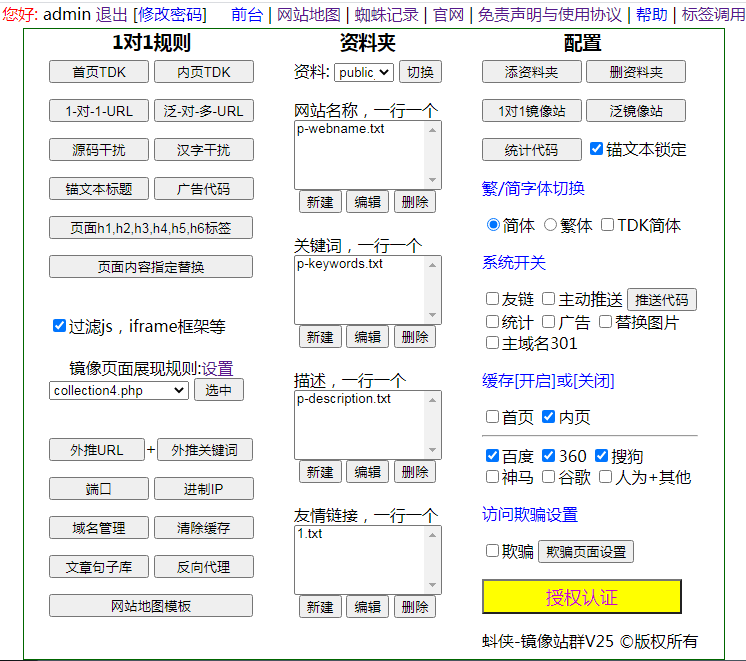 您好: admin 退出 [修改密码] 前台 | 网站地图 | 蜘蛛记录 | 官网 | 免责声明与使用协议 | 帮助 | 标签调用
1对1规则
首页TDK 内页TDK
1-对-1-URL 泛-对-多-URL
源码干扰 汉字干扰
锚文本标题 广告代码
页面h1,h2,h3,h4,h5,h6标签
页面内容指定替换
过滤js，iframe框架等
镜像页面展现规则:设置
collection4.php 选中
外推URL + 外推关键词
端口 进制IP
域名管理 清除缓存
文章句子库 反向代理
网站地图模板
资料夹
资料: public_ 切换
网站名称，一行一个
p-webname.txt
新建 编辑 删除
关键词，一行一个
p-keywords.txt
新建 编辑 删除
描述，一行一个
p-description.txt
新建 编辑 删除
友情链接，一行一个
1.txt
新建 编辑 删除
配置
添资料夹 删资料夹
1对1镜像站 泛镜像站
统计代码 锚文本锁定
繁/简字体切换
简体 繁体 TDK简体
系统开关
友链 主动推送 推送代码
统计 广告 替换图片
主域名301
缓存[开启]或[关闭]
首页 内页
百度 360 搜狗
神马 谷歌 人为+其他
访问欺骗设置
欺骗 欺骗页面设置
授权认证
蚪侠-镜像站群V25 ©版权所有